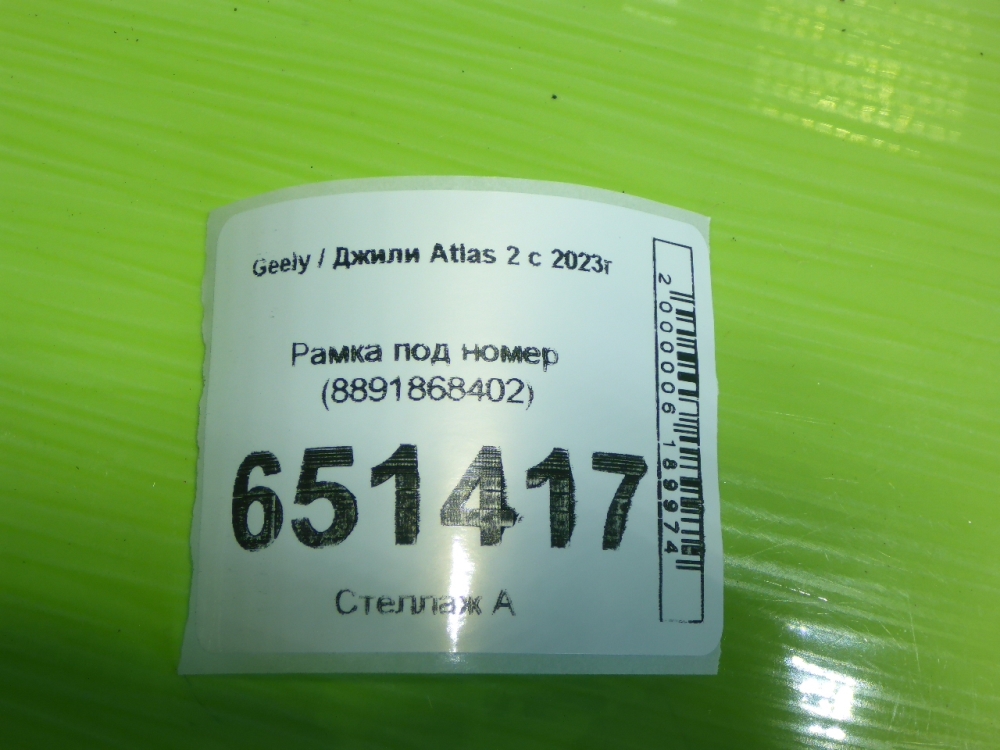 Geely / Джили Atlas 2 с 2023г
Рамка под номер
(8891868402)
651417
Стеллаж А
2000006189974